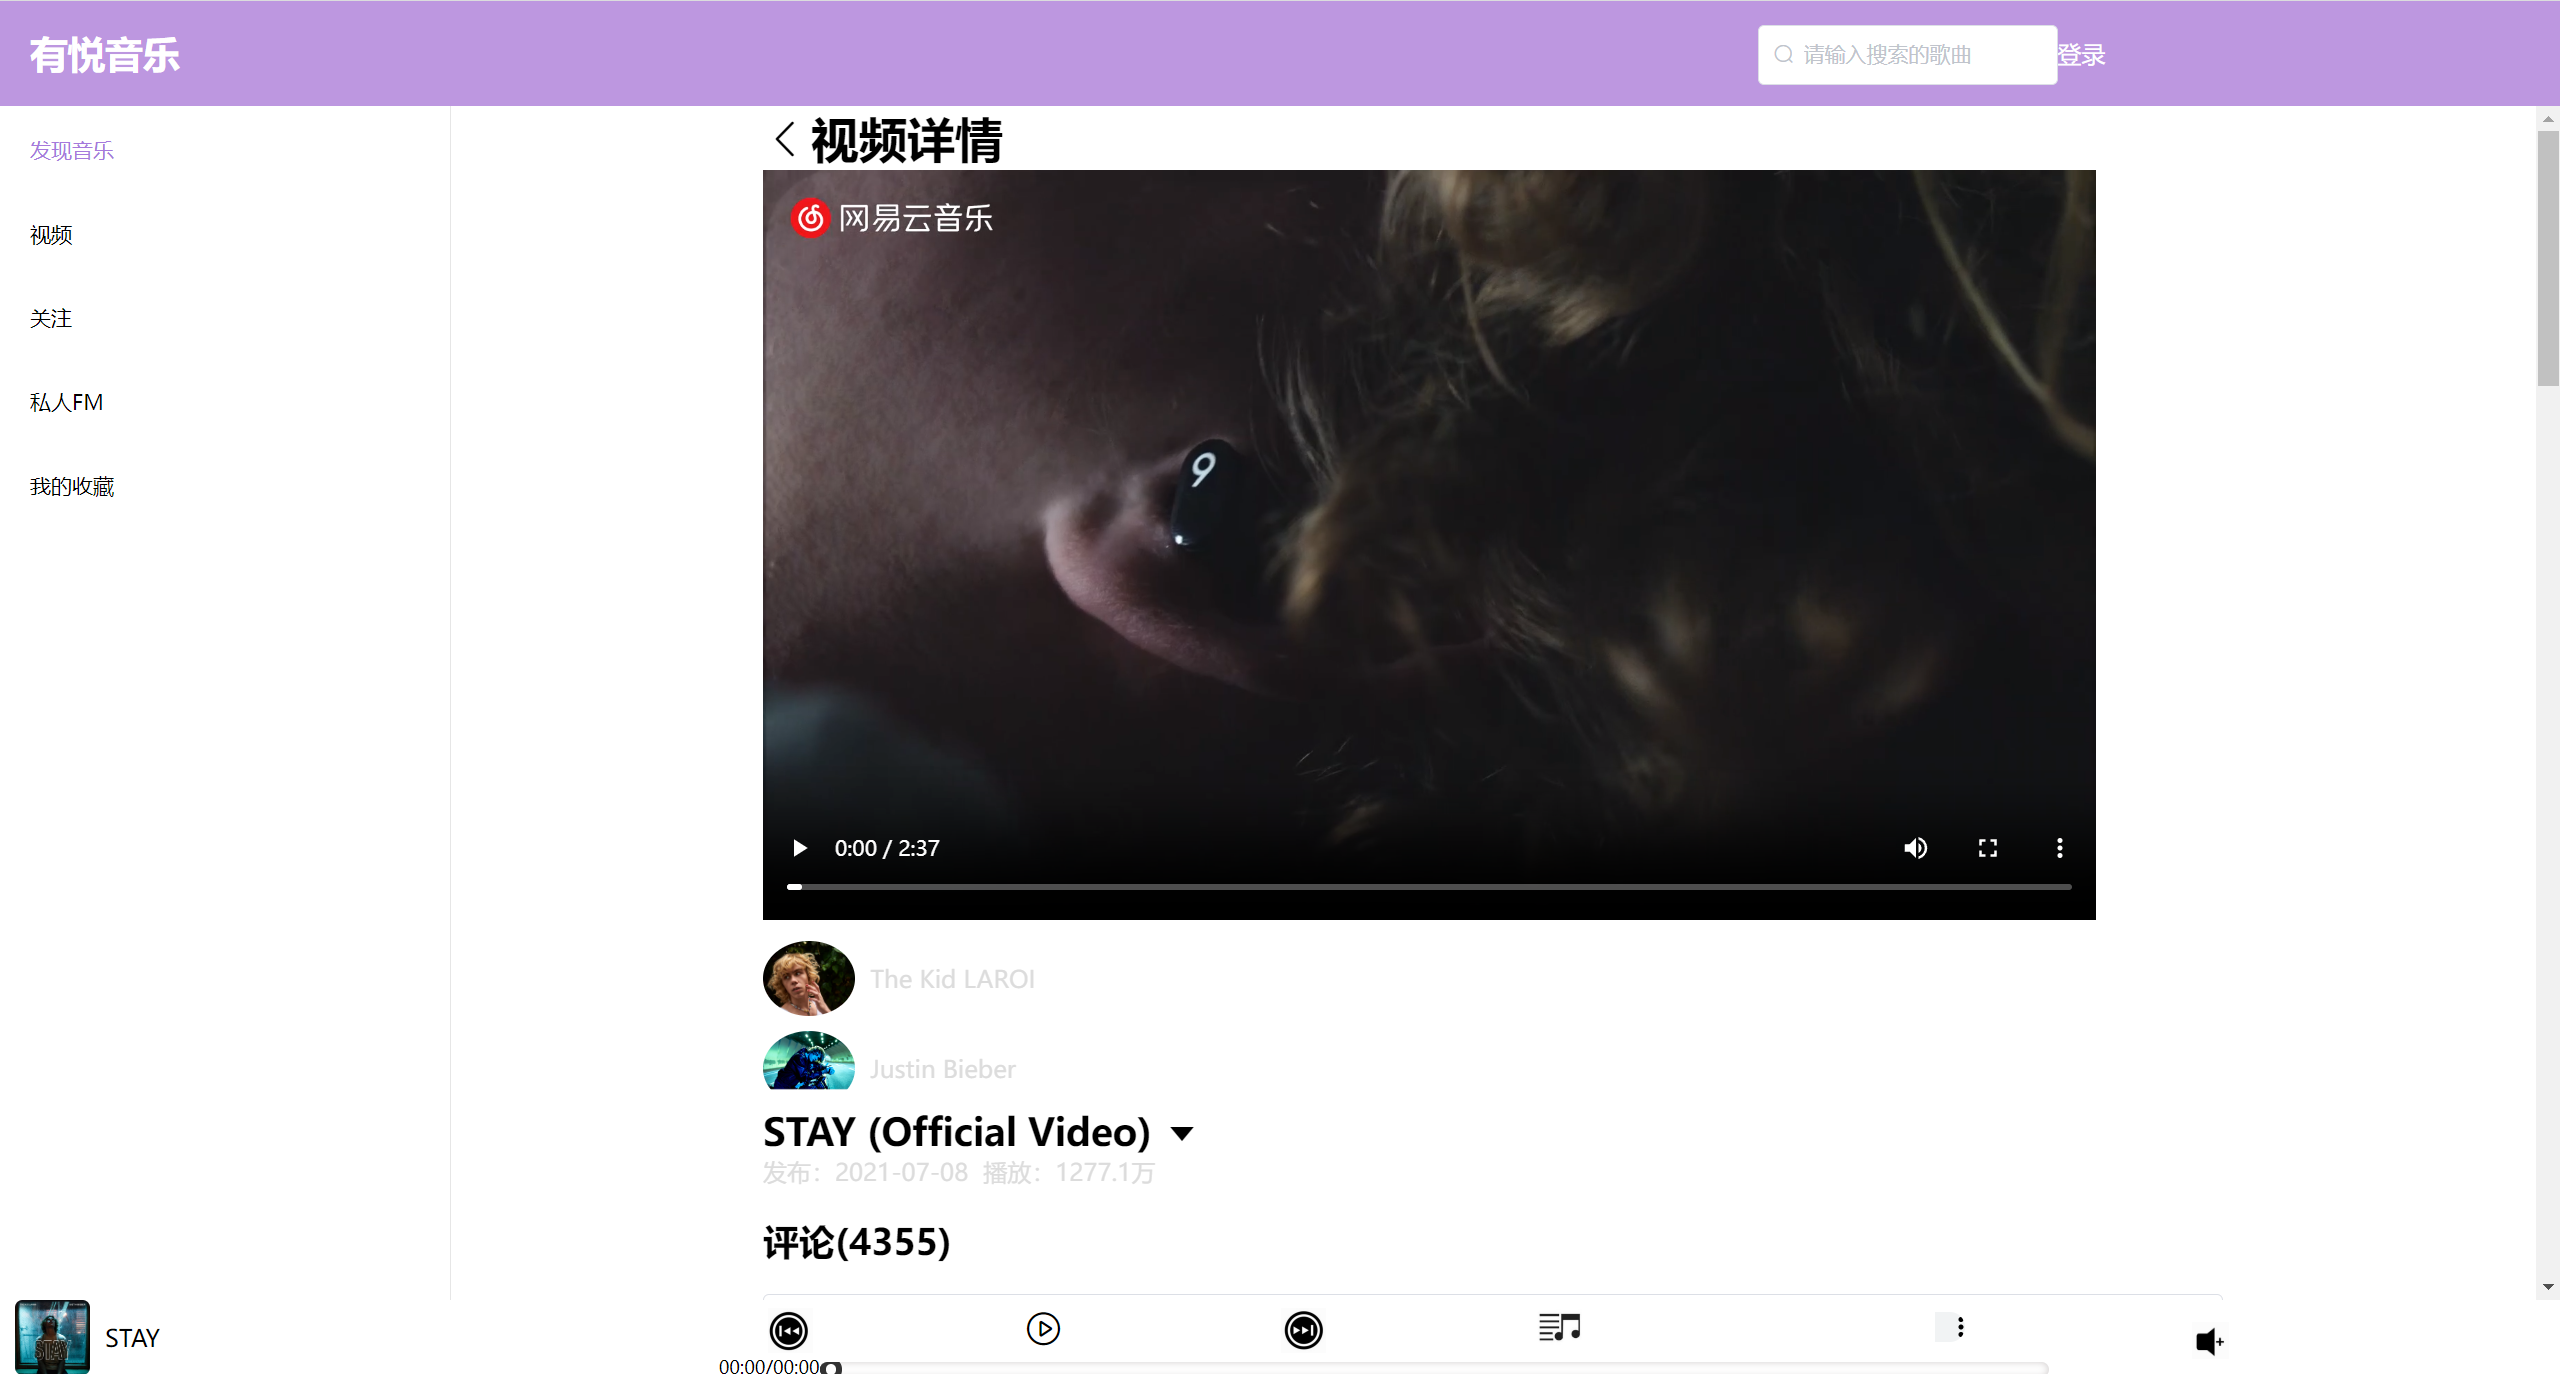 有悦音乐
请输入搜索的歌曲
登录
发现音乐
视频
关注
私人FM
我的收藏
视频详情
网易云音乐
9
0:00 / 2:37
The Kid LAROI
Justin Bieber
STAY (Official Video)
发布：2021-07-08 播放：1277.1万
评论(4355)
STAY
STAY
00:00/00:00